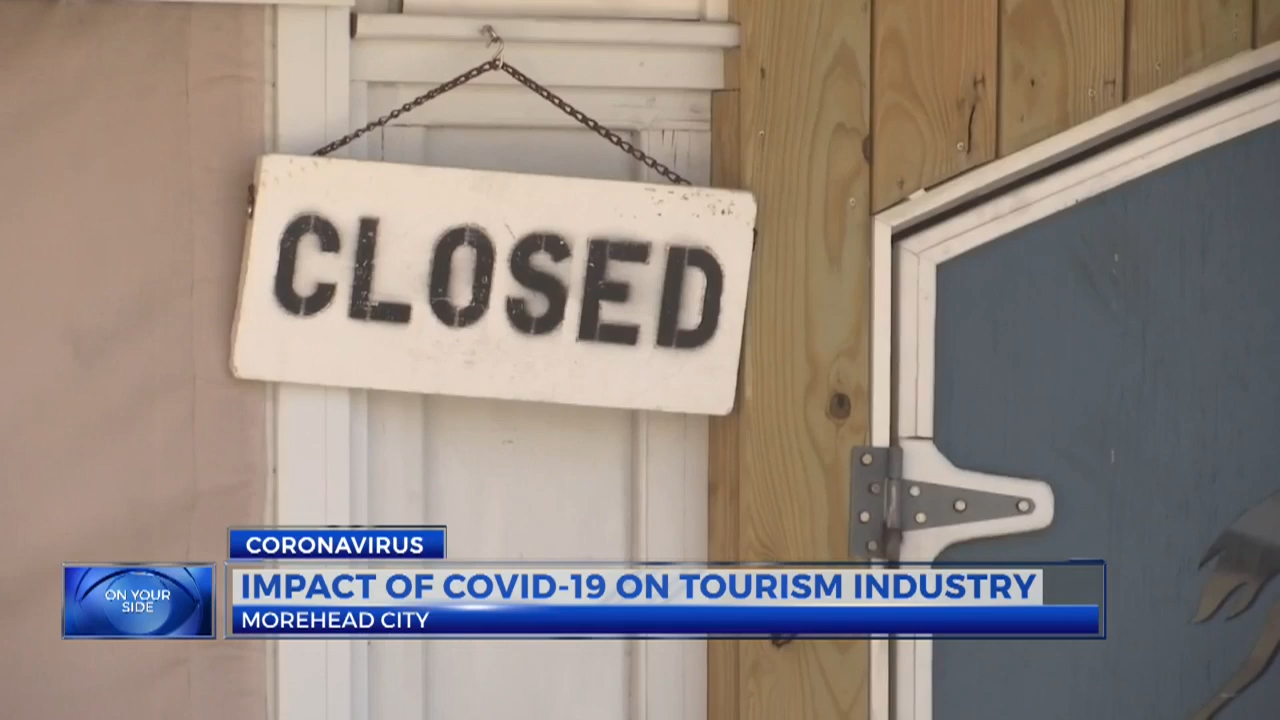 CLOSED
CORONAVIRUS
ON YOUR
SIDE
IMPACT OF COVID-19 ON TOURISM INDUSTRY
MOREHEAD CITY